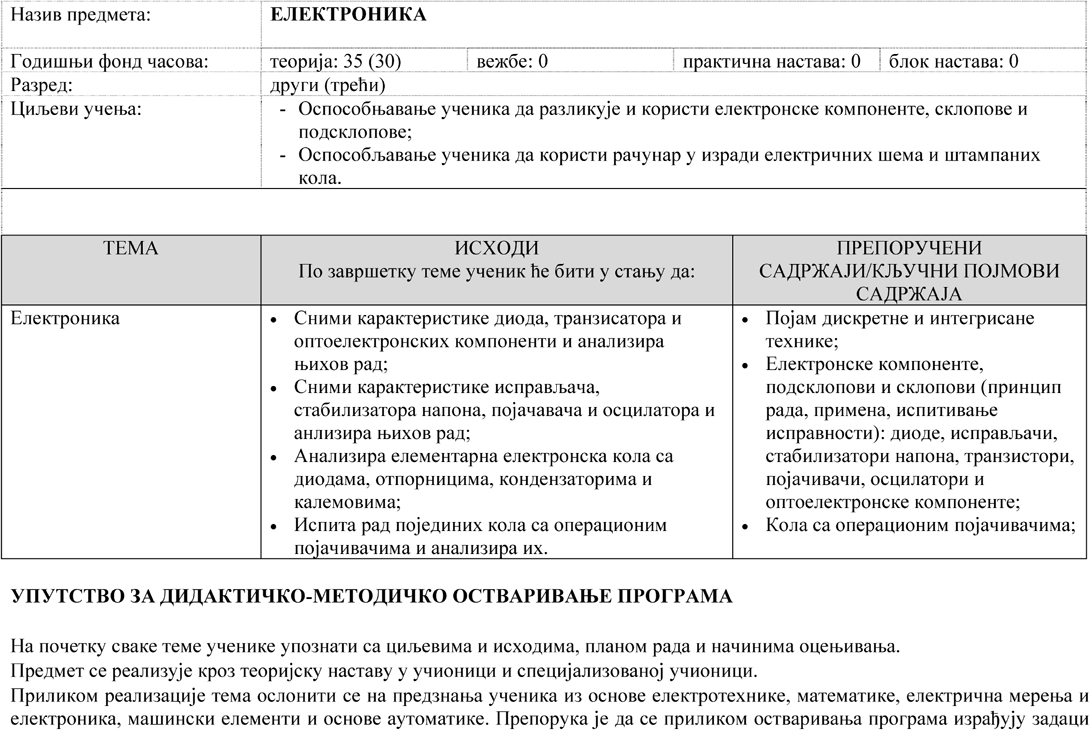 Назив предмета: ЕЛЕКТРОНИКА
Годишњи фонд часова: теорија: 35 (30) вежбе: 0 практична настава: 0 блок настава: 0
Разред: други (трећи)
Циљеви учења: - Оспособњавање ученика да разликује и користи електронске компоненте, склопове и
подсклопове;
- Оспособљавање ученика да користи рачунар у изради електричних шема и штампаних
кола.
ТЕМА
ИСХОДИ
По завршетку теме ученик ће бити у стању да:
ПРЕПОРУЧЕНИ
САДРЖАЈИ/КЉУЧНИ ПОЈМОВИ
САДРЖАЈА
Електроника
• Сними карактеристике диода, транзисатора и
оптоелектронских компоненти и анализира
њихов рад;
• Сними карактеристике исправљача,
стабилизатора напона, појачавача и осцилатора и
анлизира њихов рад;
• Анализира елементарна електронска кола са
диодама, отпорницима, кондензаторима и
калемовима;
• Испита рад појединих кола са операционим
појачивачима и анализира их.
• Појам дискретне и интегрисане
технике;
• Електронске компоненте,
подсклопови и склопови (принцип
рада, примена, испитивање
исправности): диоде, исправљачи,
стабилизатори напона, транзистори,
појачивачи, осцилатори и
оптоелектронске компоненте;
• Кола са операционим појачивачима;
УПУТСТВО ЗА ДИДАКТИЧКО-МЕТОДИЧКО ОСТВАРИВАЊЕ ПРОГРАМА
На почетку сваке теме ученике упознати са циљевима и исходима, планом рада и начинима оцењивања.
Предмет се реализује кроз теоријску наставу у учионици и специјализованој учионици.
Приликом реализације тема ослонити се на предзнања ученика из основе електротехнике, математике, електрична мерења и
електроника, машински елементи и основе аутоматике. Препорука је да се приликом остваривања програма израђују задаци